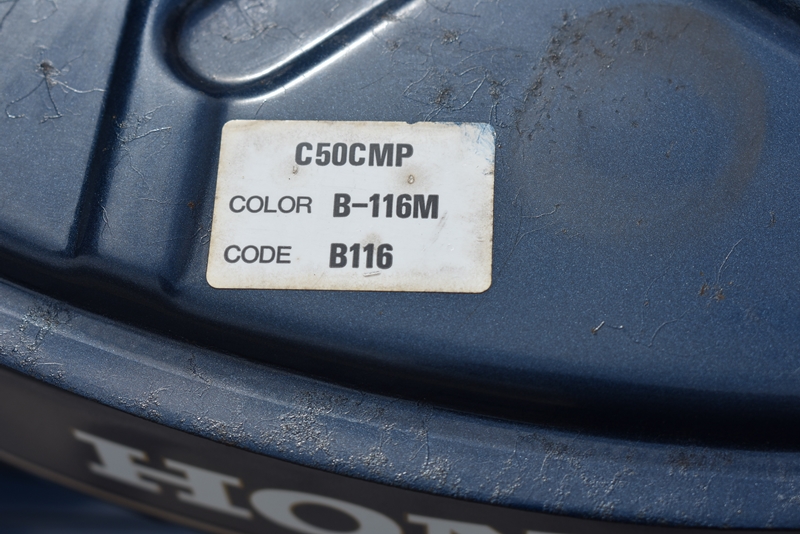 C50CMP
COLOR B-116M
CODE B116
HON